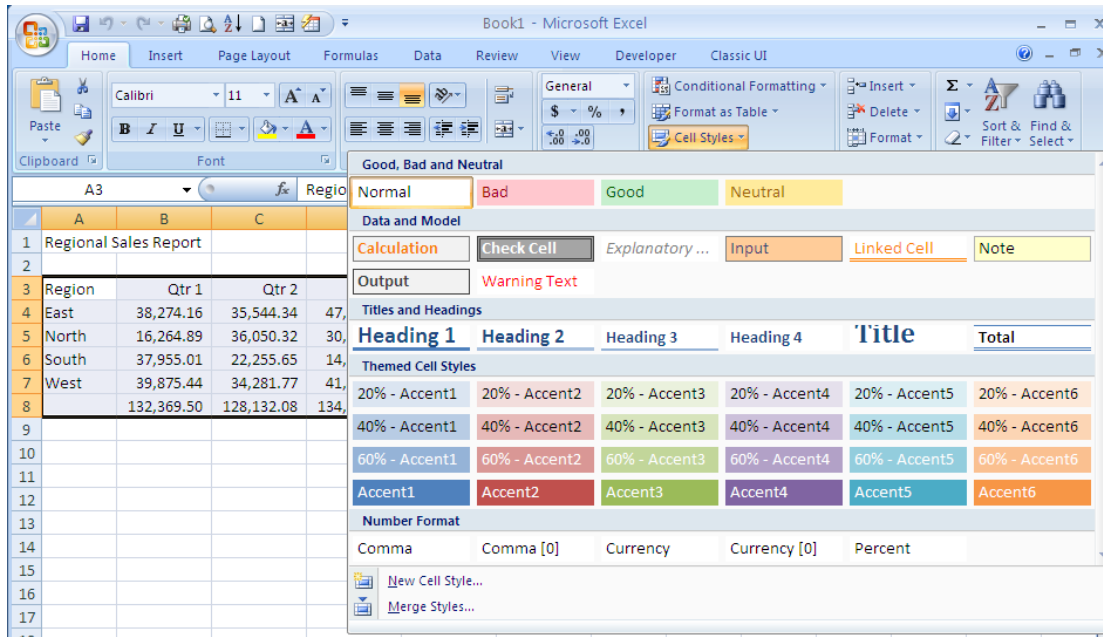 Book1 - Microsoft Excel
Home Insert Page Layout Formulas Data Review View Developer Classic UI
Paste
Clipboard
Calibri 11 A A
B I U A
Font
General
$ % ,
.0 .00 .00 .0
Conditional Formatting
Format as Table
Cell Styles
Insert
Delete
Format
Σ
A Z
Sort & Filter
Find & Select
A3 fx Regio
A B C
1 Regional Sales Report
2
3 Region Qtr 1 Qtr 2
4 East 38,274.16 35,544.34 47,
5 North 16,264.89 36,050.32 30,
6 South 37,955.01 22,255.65 14,
7 West 39,875.44 34,281.77 41,
8 132,369.50 128,132.08 134,
9
10
11
12
13
14
15
16
17
Good, Bad and Neutral
Normal Bad Good Neutral
Data and Model
Calculation Check Cell Explanatory ... Input Linked Cell Note
Output Warning Text
Titles and Headings
Heading 1 Heading 2 Heading 3 Heading 4 Title Total
Themed Cell Styles
20% - Accent1 20% - Accent2 20% - Accent3 20% - Accent4 20% - Accent5 20% - Accent6
40% - Accent1 40% - Accent2 40% - Accent3 40% - Accent4 40% - Accent5 40% - Accent6
60% - Accent1 60% - Accent2 60% - Accent3 60% - Accent4 60% - Accent5 60% - Accent6
Accent1 Accent2 Accent3 Accent4 Accent5 Accent6
Number Format
Comma Comma [0] Currency Currency [0] Percent
New Cell Style...
Merge Styles...